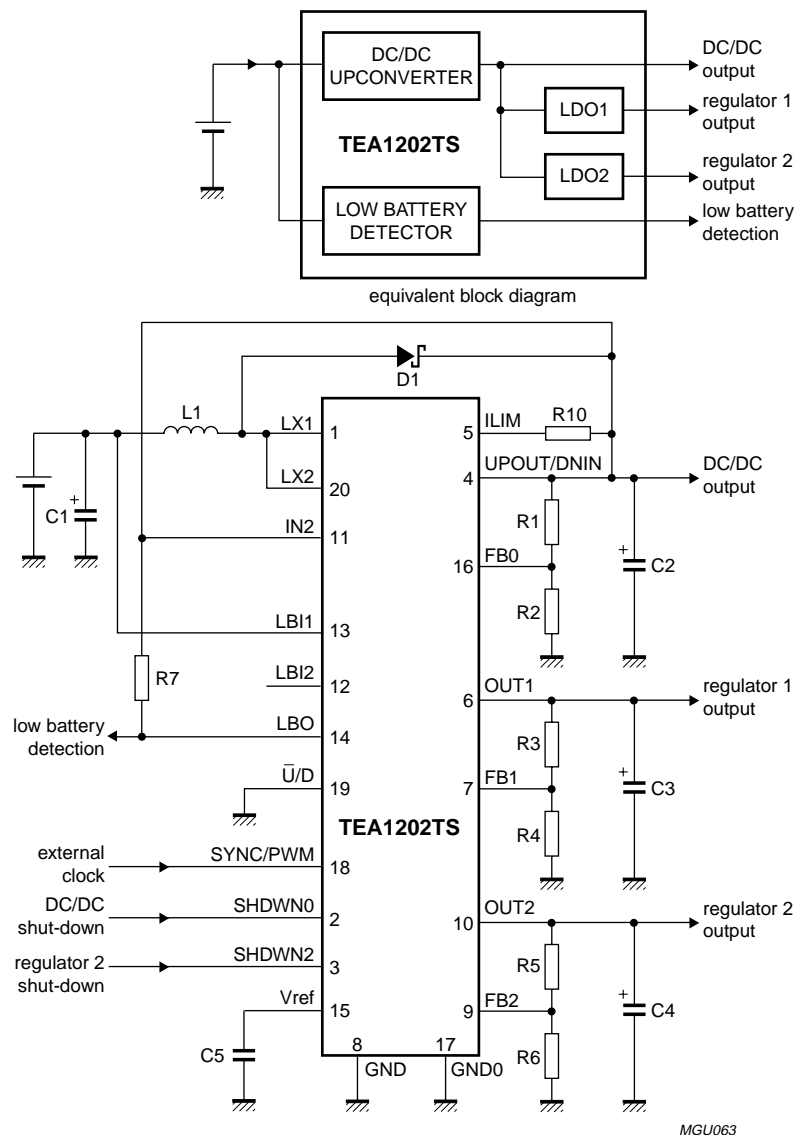 DC/DC
UPCONVERTER
DC/DC
output
LDO1
regulator 1
output
TEA1202TS
LDO2
regulator 2
output
LOW BATTERY
DETECTOR
low battery
detection
equivalent block diagram
D1
L1
LX1
1
5
ILIM
R10
LX2
20
4
UPOUT/DNIN
DC/DC
output
C1
+
IN2
11
R1
16
FB0
+
C2
R2
LBI1
13
R7
LBI2
12
6
OUT1
regulator 1
output
low battery
detection
LBO
14
R3
U̅/D
19
7
FB1
+
C3
TEA1202TS
R4
external
clock
SYNC/PWM
18
DC/DC
shut-down
SHDWN0
2
10
OUT2
regulator 2
output
regulator 2
shut-down
SHDWN2
3
R5
Vref
15
9
FB2
+
C4
C5
8
GND
17
GND0
R6
MGU063